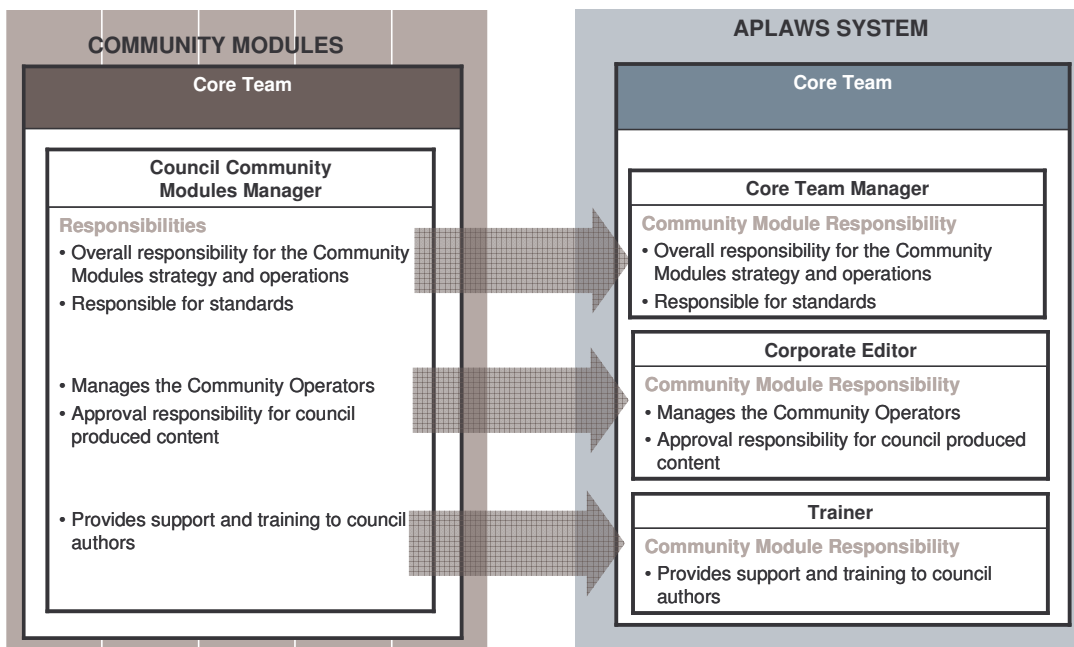 COMMUNITY MODULES
Core Team
Council Community
Modules Manager
Responsibilities
• Overall responsibility for the Community
Modules strategy and operations
• Responsible for standards
• Manages the Community Operators
• Approval responsibility for council
produced content
• Provides support and training to council
authors
APLAWS SYSTEM
Core Team
Core Team Manager
Community Module Responsibility
• Overall responsibility for the Community
Modules strategy and operations
• Responsible for standards
Corporate Editor
Community Module Responsibility
• Manages the Community Operators
• Approval responsibility for council produced
content
Trainer
Community Module Responsibility
• Provides support and training to council
authors